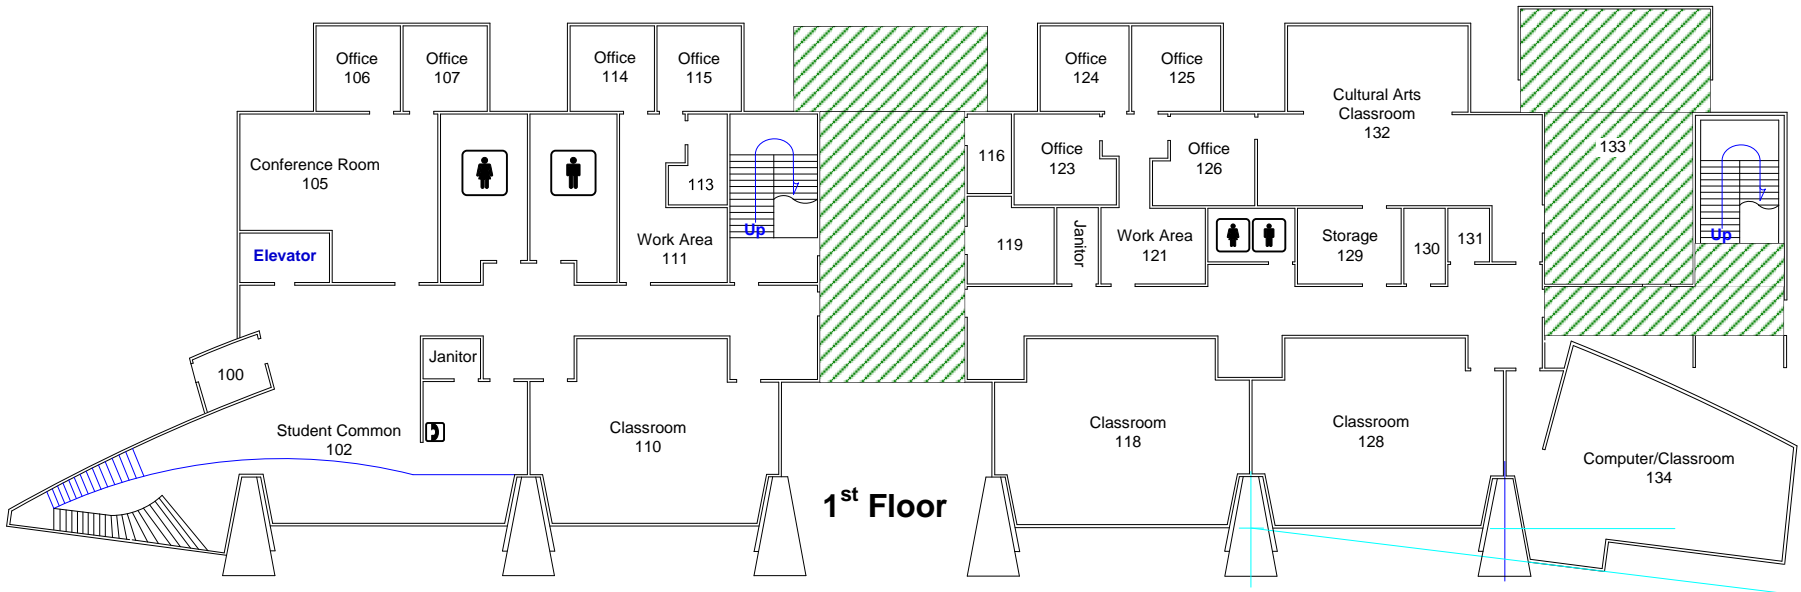 Office
106
Office
107
Office
114
Office
115
Office
124
Office
125
Cultural Arts
Classroom
132
133
Conference Room
105
113
116
Office
123
Office
126
Elevator
Work Area
111
Up
119
Janitor
Work Area
121
Storage
129
130
131
Up
100
Janitor
Student Common
102
Classroom
110
Classroom
118
Classroom
128
Computer/Classroom
134
1st Floor